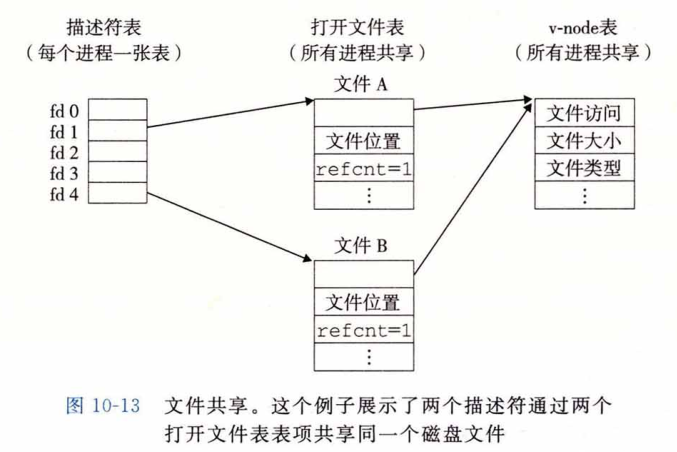 描述符表
（每个进程一张表）
打开文件表
（所有进程共享）
v-node表
（所有进程共享）
fd 0
fd 1
fd 2
fd 3
fd 4
文件 A
文件位置
refcnt=1
⋮
文件 B
文件位置
refcnt=1
⋮
文件访问
文件大小
文件类型
⋮
图 10-13 文件共享。这个例子展示了两个描述符通过两个
打开文件表表项共享同一个磁盘文件